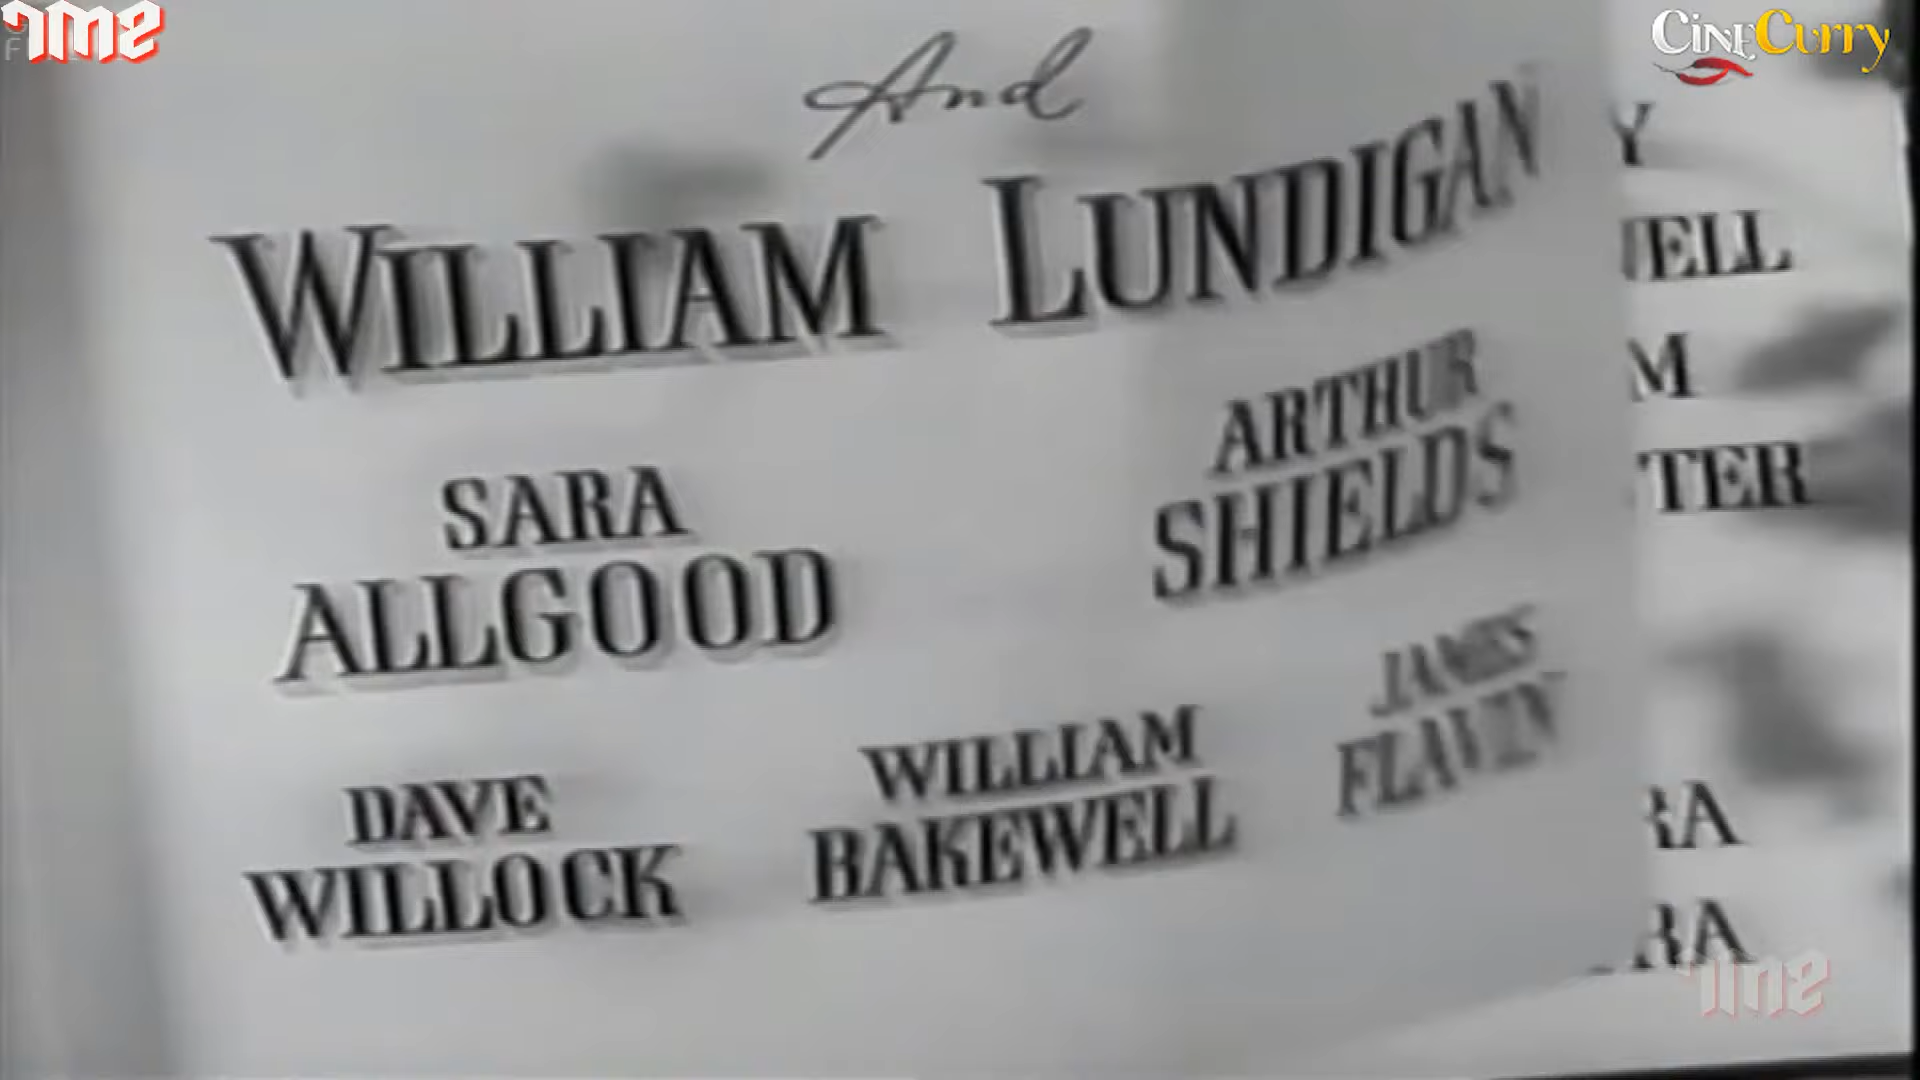 CINECURRY
And
WILLIAM LUNDIGAN
SARA
ALLGOOD
ARTHUR
SHIELDS
DAVE
WILLOCK
WILLIAM
BAKEWELL
JAMES
FLAVIN